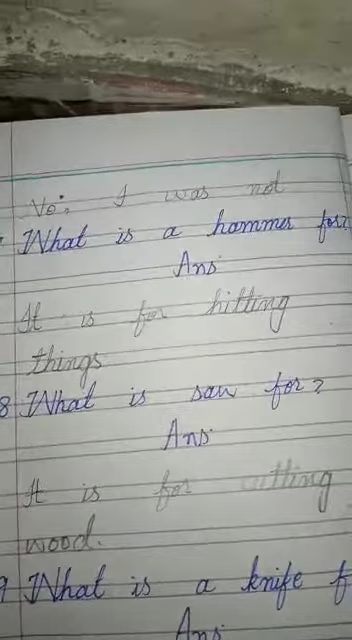 No, I was not
What is a hammer for?
Ans
It is for hitting
things
8 What is saw for?
Ans
It is for cutting
wood.
9 What is a knife f
Ans